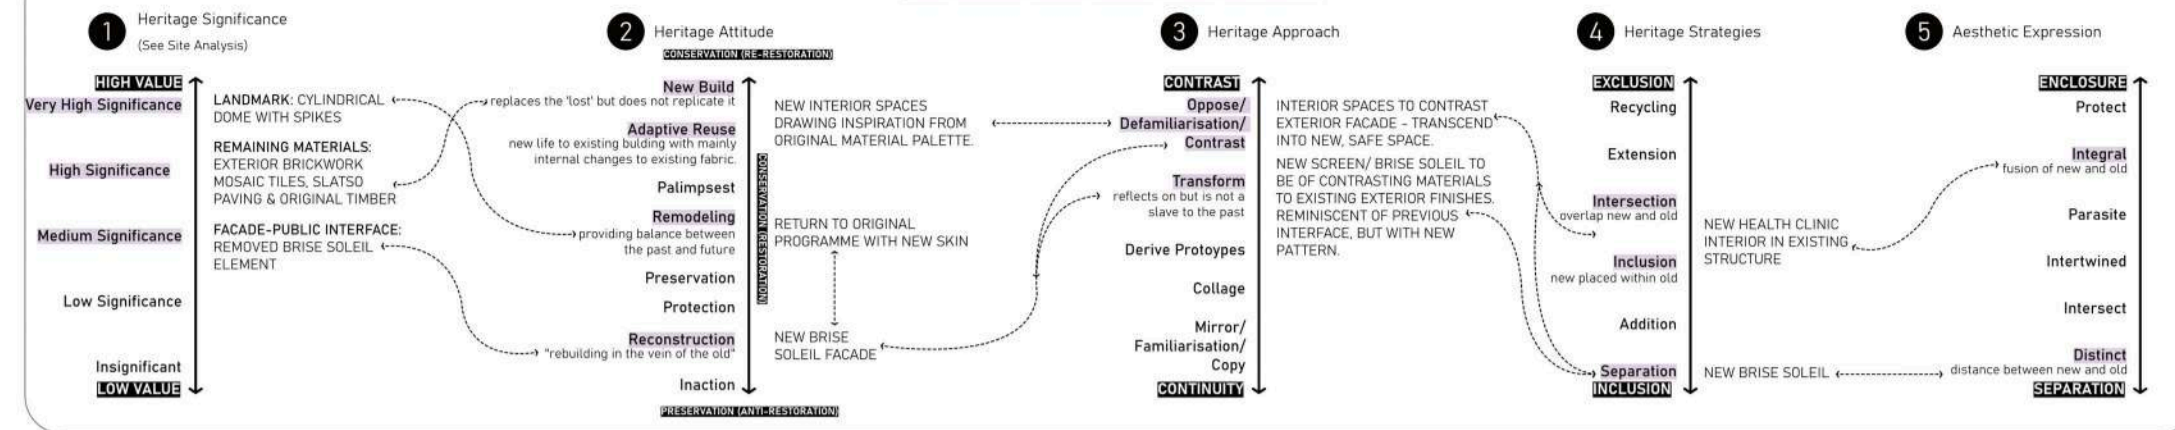 1
Heritage Significance
(See Site Analysis)
HIGH VALUE
Very High Significance
High Significance
Medium Significance
Low Significance
Insignificant
LOW VALUE
LANDMARK: CYLINDRICAL
DOME WITH SPIKES
REMAINING MATERIALS:
EXTERIOR BRICKWORK
MOSAIC TILES, SLATSO
PAVING & ORIGINAL TIMBER
FACADE-PUBLIC INTERFACE:
REMOVED BRISE SOLEIL
ELEMENT
2
Heritage Attitude
CONSERVATION (RE-RESTORATION)
New Build
replaces the 'lost' but does not replicate it
Adaptive Reuse
new life to existing bulding with mainly
internal changes to existing fabric.
Palimpsest
Remodeling
providing balance between
the past and future
Preservation
Protection
Reconstruction
"rebuilding in the vein of the old"
Inaction
PRESERVATION (ANTI-RESTORATION)
CONSERVATION (RESTORATION)
NEW INTERIOR SPACES
DRAWING INSPIRATION FROM
ORIGINAL MATERIAL PALETTE.
RETURN TO ORIGINAL
PROGRAMME WITH NEW SKIN
NEW BRISE
SOLEIL FACADE
3
Heritage Approach
CONTRAST
Oppose/
Defamiliarisation/
Contrast
Transform
reflects on but is not a
slave to the past
Derive Protoypes
Collage
Mirror/
Familiarisation/
Copy
CONTINUITY
INTERIOR SPACES TO CONTRAST
EXTERIOR FACADE - TRANSCEND
INTO NEW, SAFE SPACE.
NEW SCREEN/ BRISE SOLEIL TO
BE OF CONTRASTING MATERIALS
TO EXISTING EXTERIOR FINISHES.
REMINISCENT OF PREVIOUS
INTERFACE, BUT WITH NEW
PATTERN.
4
Heritage Strategies
EXCLUSION
Recycling
Extension
Intersection
overlap new and old
Inclusion
new placed within old
Addition
Separation
INCLUSION
NEW HEALTH CLINIC
INTERIOR IN EXISTING
STRUCTURE
NEW BRISE SOLEIL
5
Aesthetic Expression
ENCLOSURE
Protect
Integral
fusion of new and old
Parasite
Intertwined
Intersect
Distinct
distance between new and old
SEPARATION